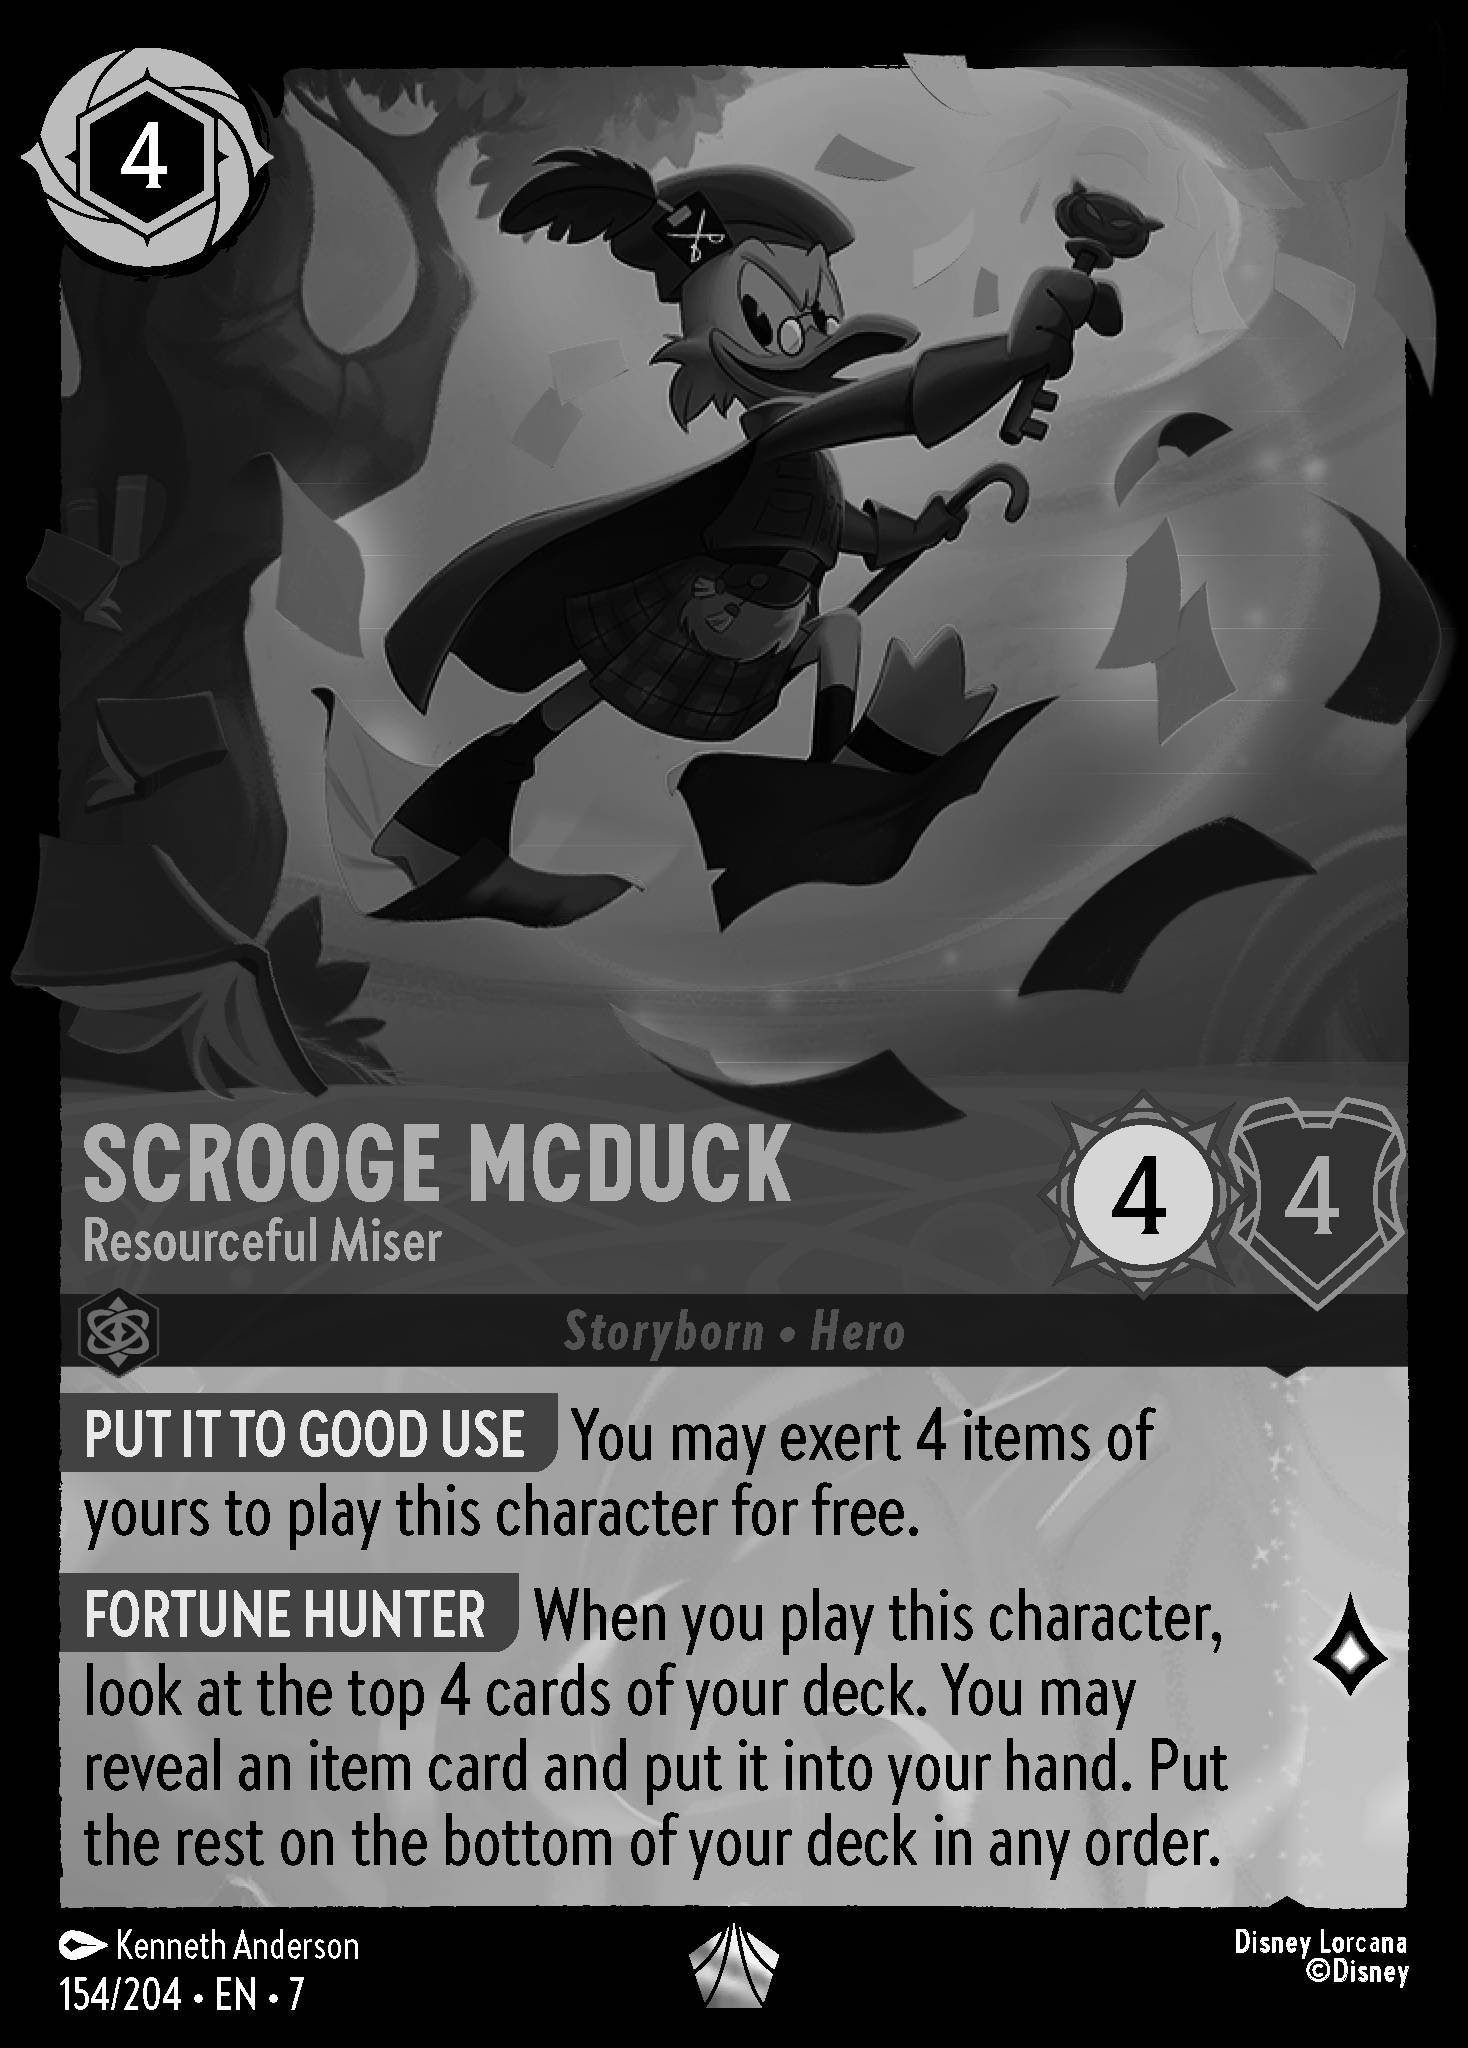 4
SCROOGE MCDUCK
Resourceful Miser
4
4
Storyborn • Hero
PUT IT TO GOOD USE You may exert 4 items of
yours to play this character for free.
FORTUNE HUNTER When you play this character,
look at the top 4 cards of your deck. You may
reveal an item card and put it into your hand. Put
the rest on the bottom of your deck in any order.
Kenneth Anderson
154/204 • EN • 7
Disney Lorcana
©Disney